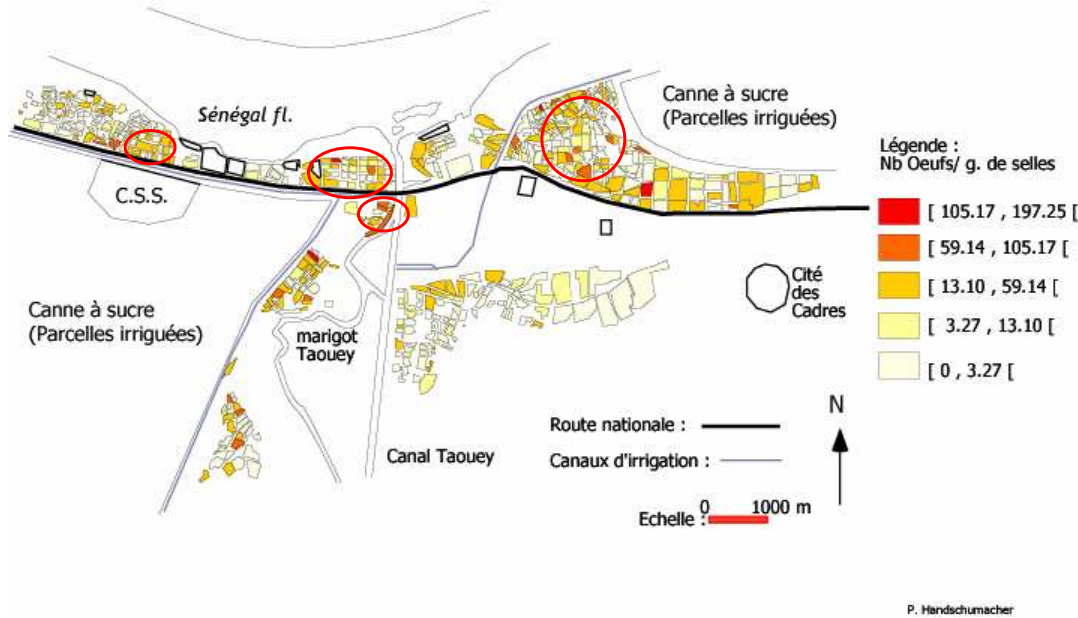 Sénégal fl.
C.S.S.
Canne à sucre
(Parcelles irriguées)
Canne à sucre
(Parcelles irriguées)
marigot
Taouey
Canal Taouey
Cité
des
Cadres
Légende :
Nb Oeufs/ g. de selles
[ 105.17 , 197.25 [
[ 59.14 , 105.17 [
[ 13.10 , 59.14 [
[ 3.27 , 13.10 [
[ 0 , 3.27 [
Route nationale :
Canaux d'irrigation :
Echelle :
0 1000 m
N
P. Handschumacher